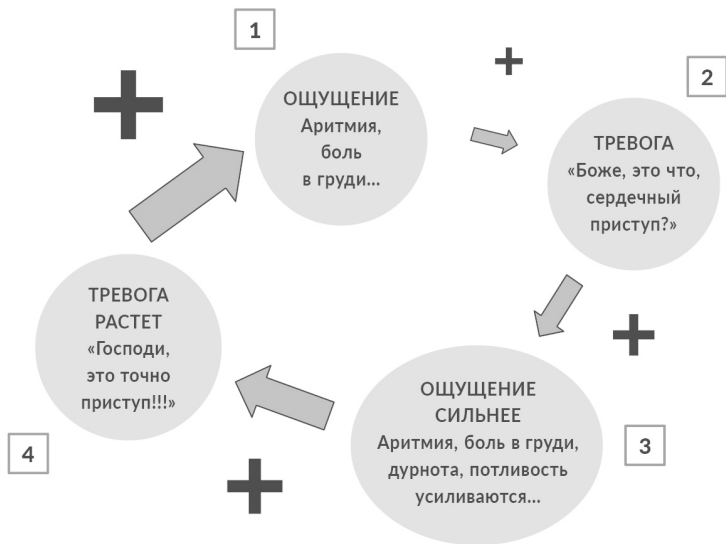 1
ОЩУЩЕНИЕ
Аритмия,
боль
в груди...
2
ТРЕВОГА
«Боже, это что,
сердечный
приступ?»
3
ОЩУЩЕНИЕ
СИЛЬНЕЕ
Аритмия, боль в груди,
дурнота, потливость
усиливаются...
4
ТРЕВОГА
РАСТЕТ
«Господи,
это точно
приступ!!!»